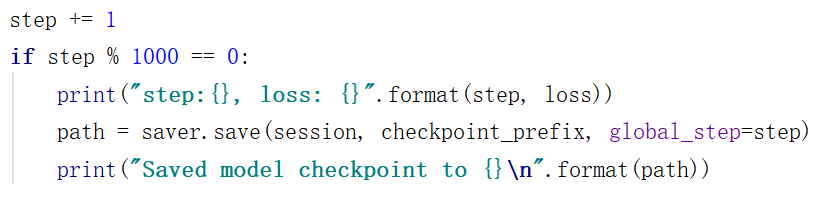 step += 1
if step % 1000 == 0:
    print("step:{}, loss: {}".format(step, loss))
    path = saver.save(session, checkpoint_prefix, global_step=step)
    print("Saved model checkpoint to {}\n".format(path))